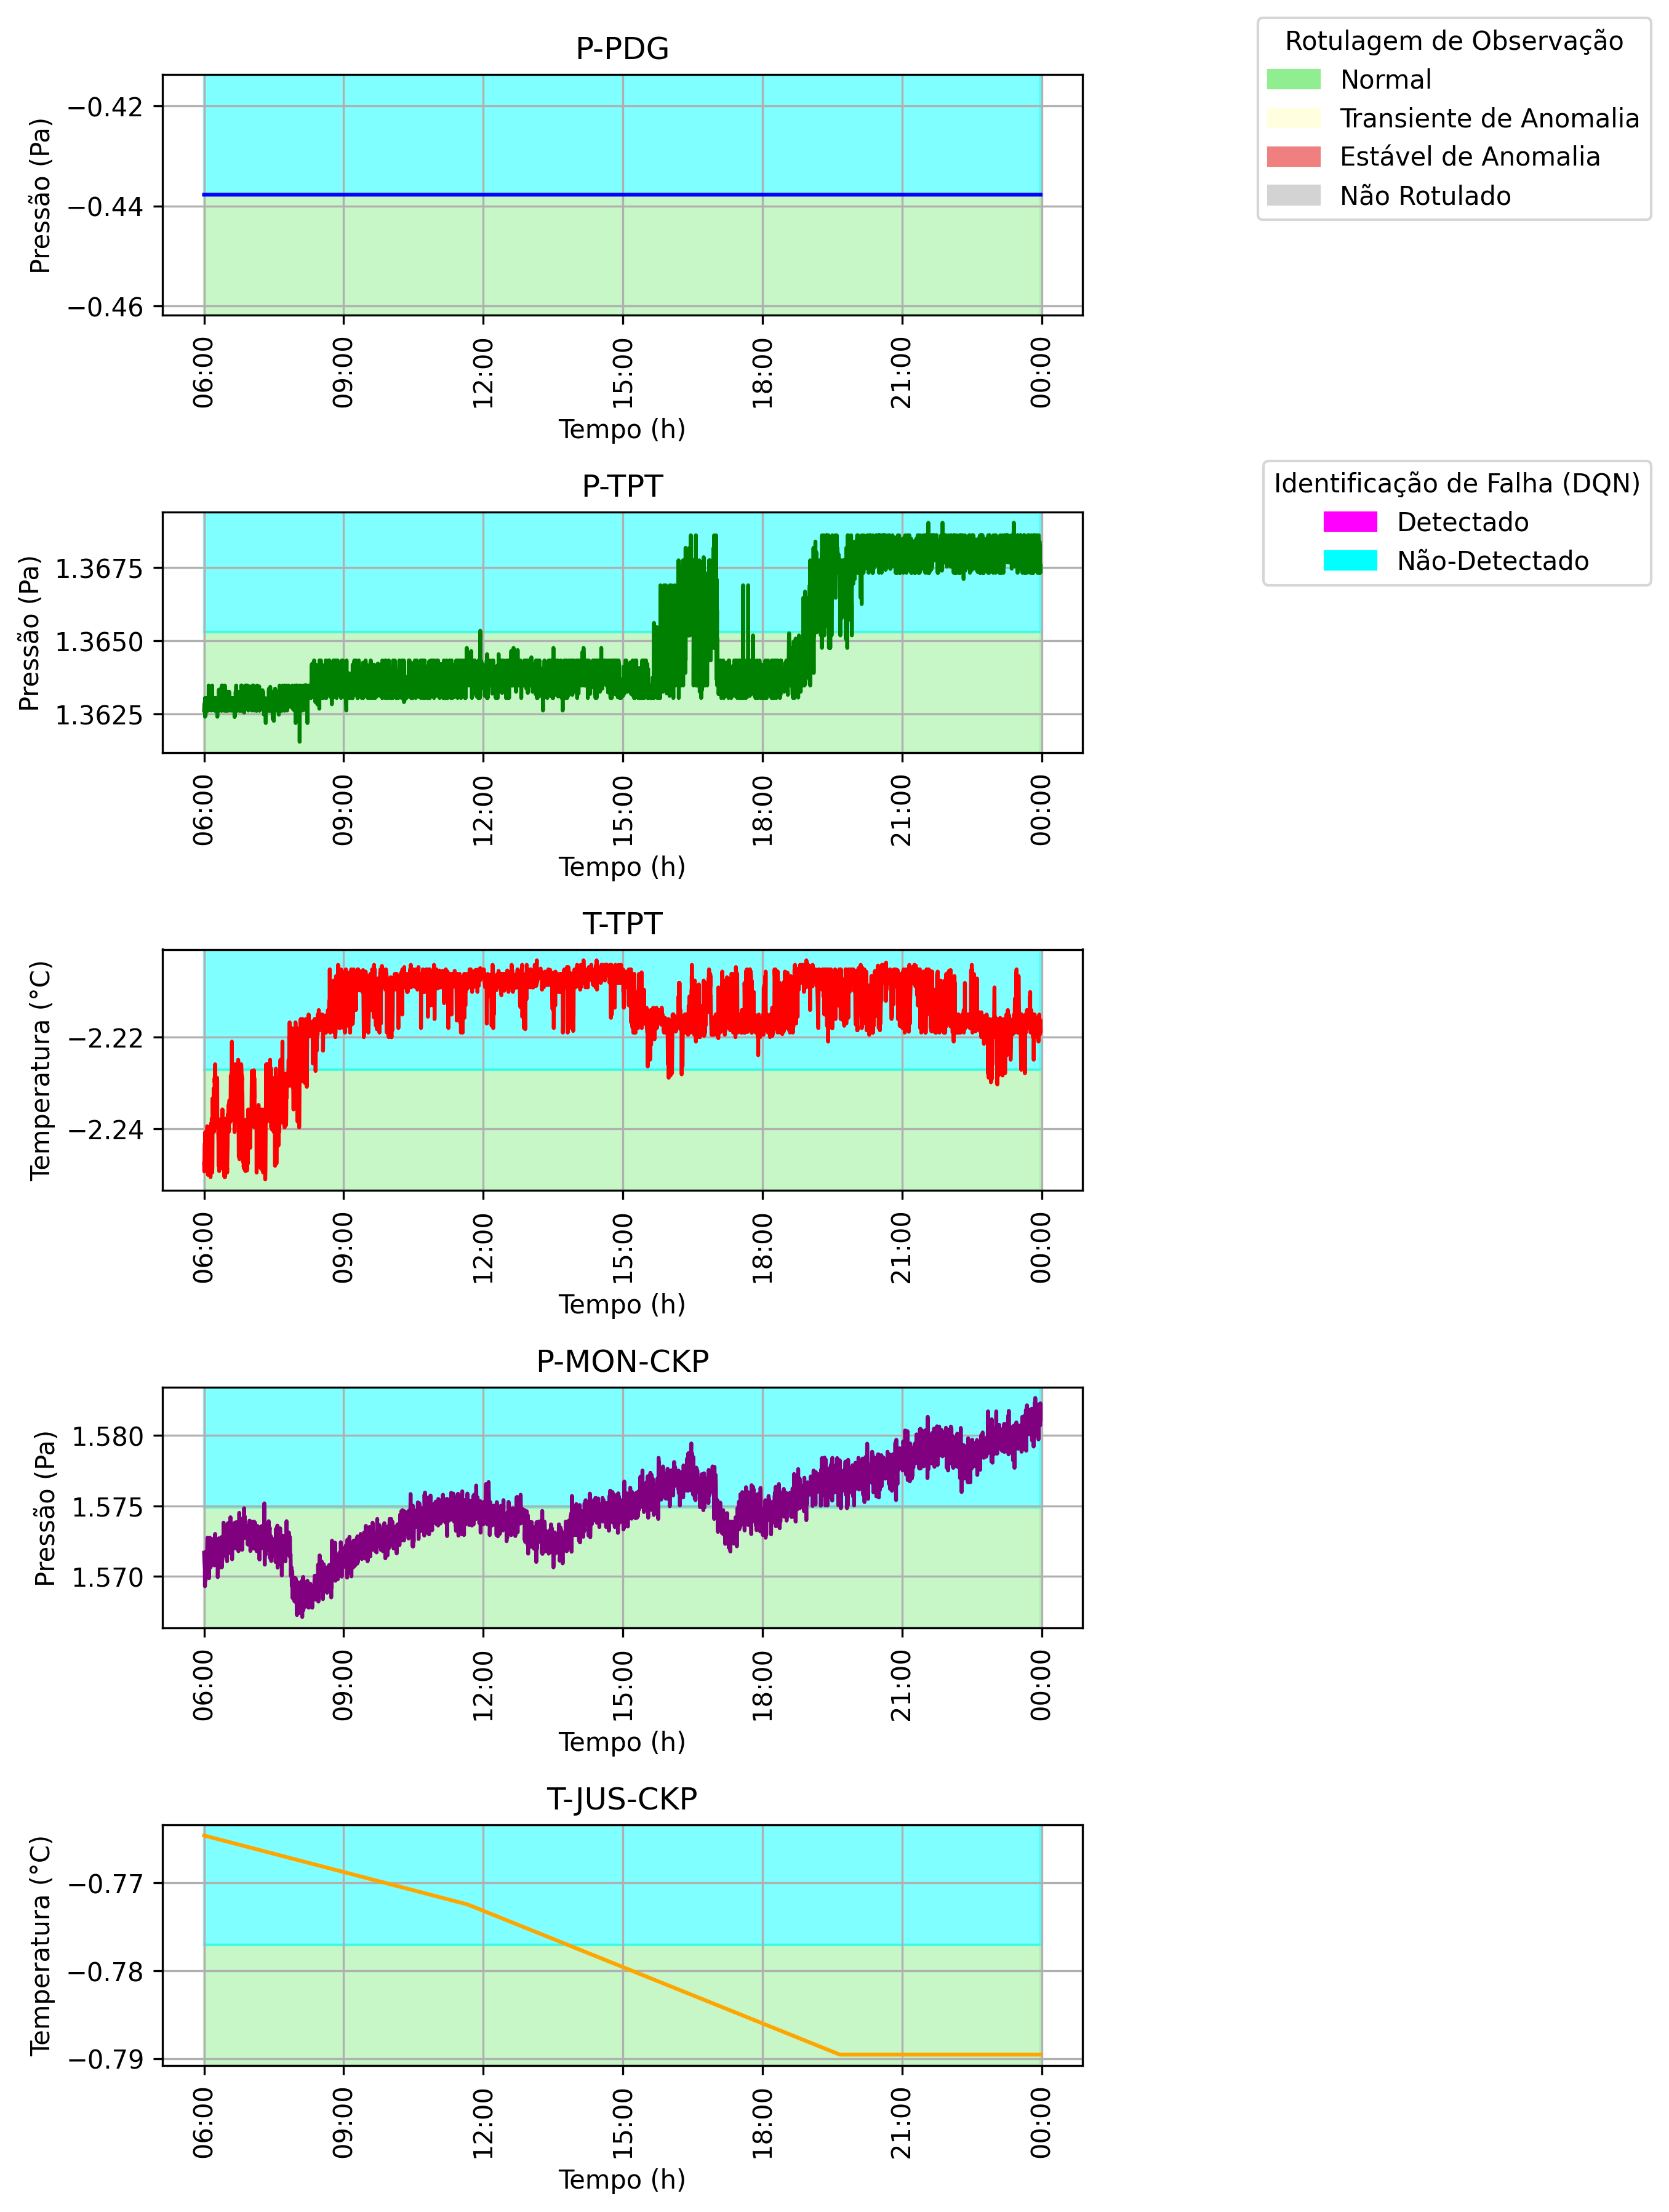 P-PDG
Pressão (Pa)
−0.42
−0.44
−0.46
06:00
09:00
12:00
15:00
18:00
21:00
00:00
Tempo (h)
Rotulagem de Observação
Normal
Transiente de Anomalia
Estável de Anomalia
Não Rotulado
P-TPT
Pressão (Pa)
1.3675
1.3650
1.3625
06:00
09:00
12:00
15:00
18:00
21:00
00:00
Tempo (h)
Identificação de Falha (DQN)
Detectado
Não-Detectado
T-TPT
Temperatura (°C)
−2.22
−2.24
06:00
09:00
12:00
15:00
18:00
21:00
00:00
Tempo (h)
P-MON-CKP
Pressão (Pa)
1.580
1.575
1.570
06:00
09:00
12:00
15:00
18:00
21:00
00:00
Tempo (h)
T-JUS-CKP
Temperatura (°C)
−0.77
−0.78
−0.79
06:00
09:00
12:00
15:00
18:00
21:00
00:00
Tempo (h)